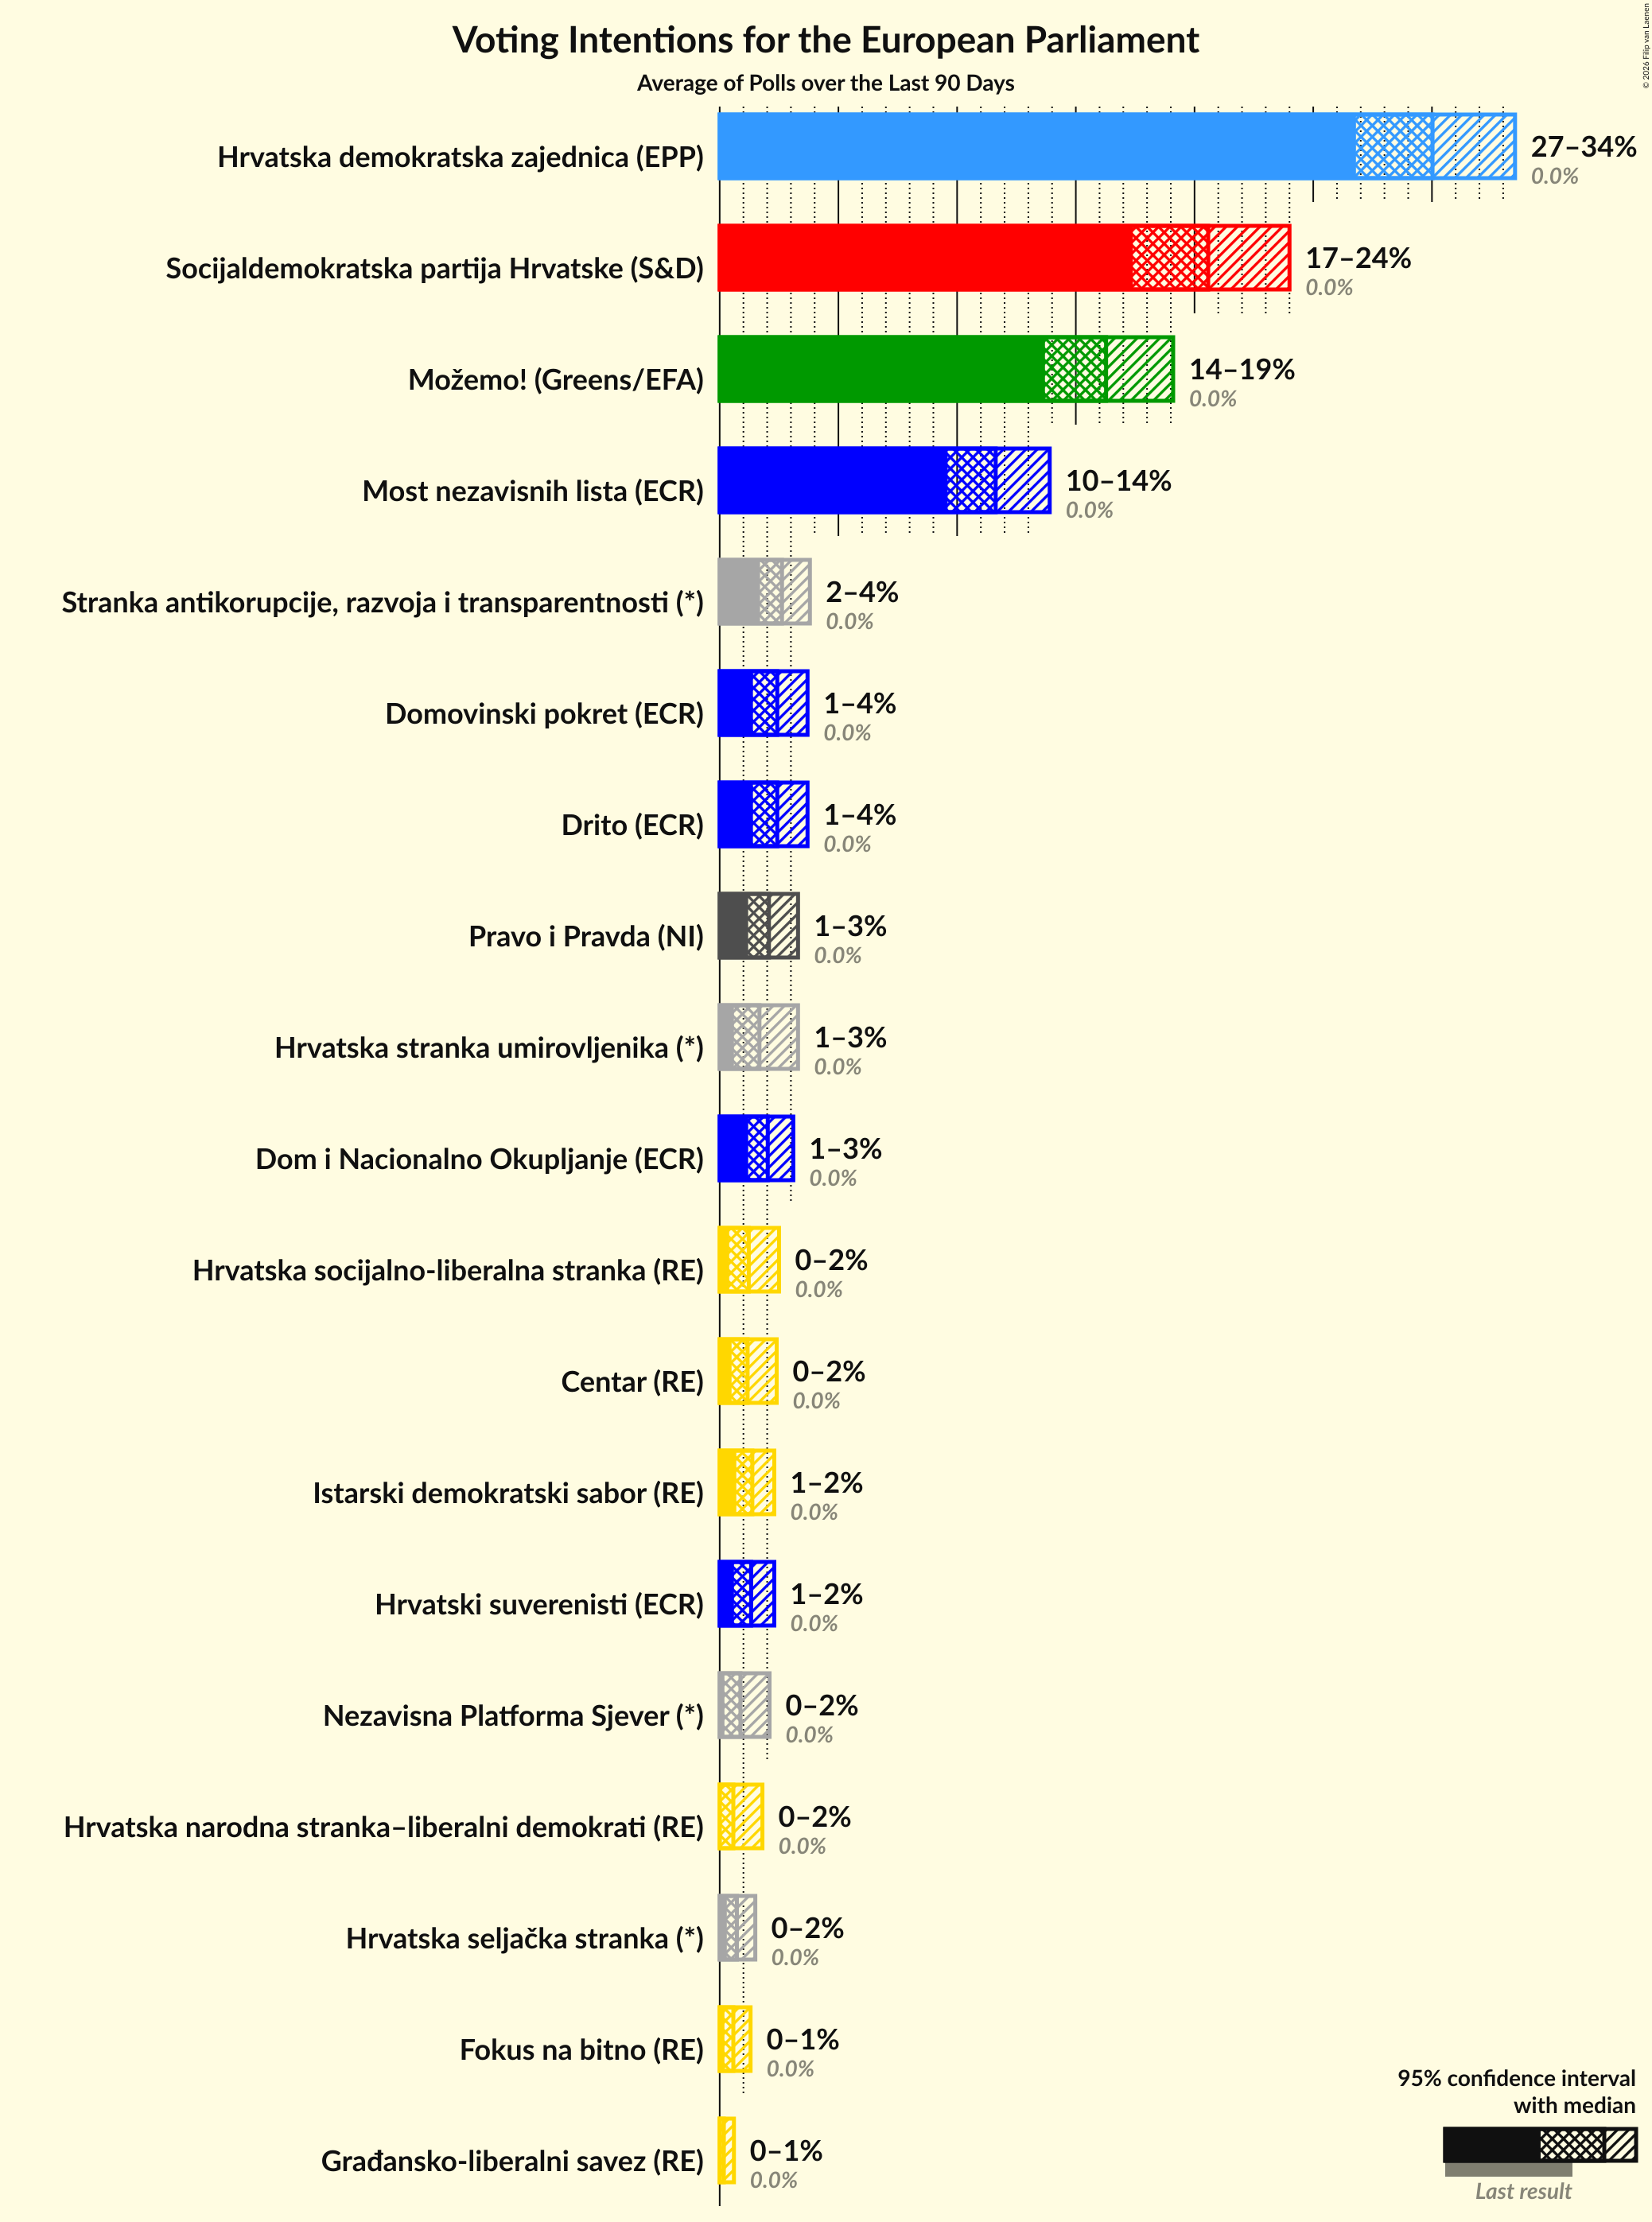 © 2026 Filip van Laenen
Voting Intentions for the European Parliament
Average of Polls over the Last 90 Days
Hrvatska demokratska zajednica (EPP)
27–34%
0.0%
Socijaldemokratska partija Hrvatske (S&D)
17–24%
0.0%
Možemo! (Greens/EFA)
14–19%
0.0%
Most nezavisnih lista (ECR)
10–14%
0.0%
Stranka antikorupcije, razvoja i transparentnosti (*)
2–4%
0.0%
Domovinski pokret (ECR)
1–4%
0.0%
Drito (ECR)
1–4%
0.0%
Pravo i Pravda (NI)
1–3%
0.0%
Hrvatska stranka umirovljenika (*)
1–3%
0.0%
Dom i Nacionalno Okupljanje (ECR)
1–3%
0.0%
Hrvatska socijalno-liberalna stranka (RE)
0–2%
0.0%
Centar (RE)
0–2%
0.0%
Istarski demokratski sabor (RE)
1–2%
0.0%
Hrvatski suverenisti (ECR)
1–2%
0.0%
Nezavisna Platforma Sjever (*)
0–2%
0.0%
Hrvatska narodna stranka–liberalni demokrati (RE)
0–2%
0.0%
Hrvatska seljačka stranka (*)
0–2%
0.0%
Fokus na bitno (RE)
0–1%
0.0%
Građansko-liberalni savez (RE)
0–1%
0.0%
95% confidence interval
with median
Last result